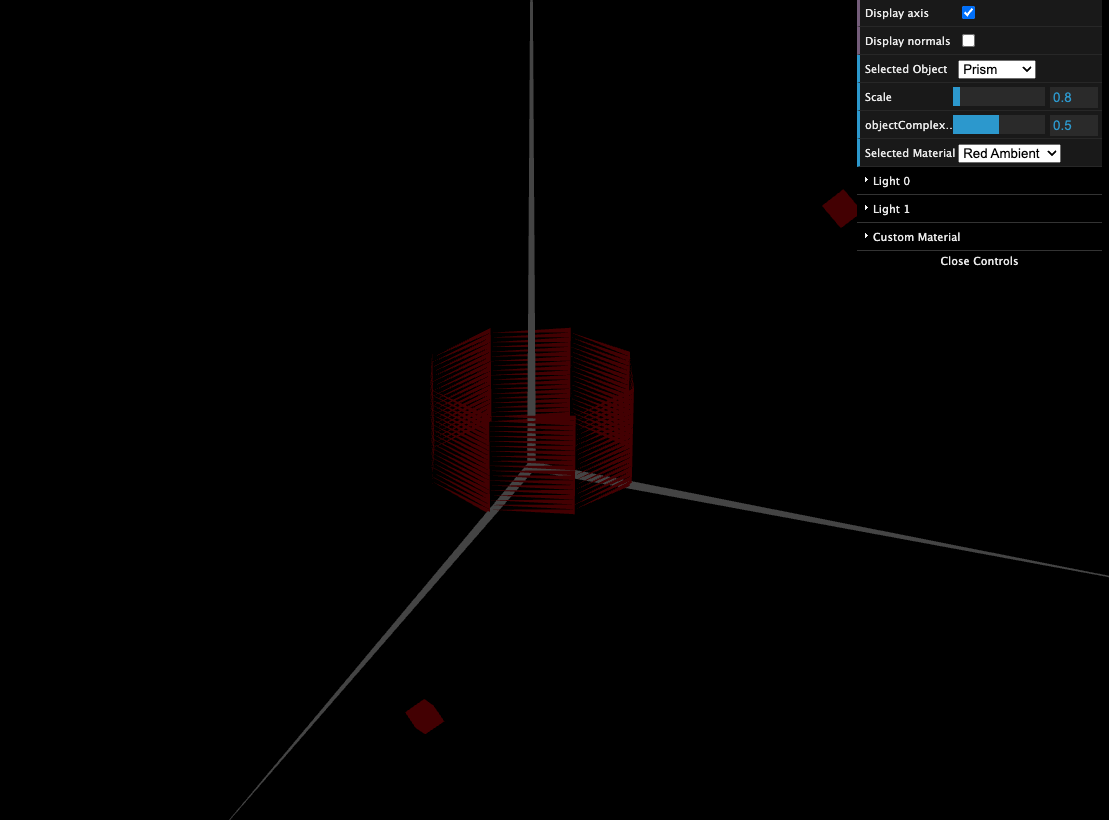 Display axis
Display normals
Selected Object Prism
Scale 0.8
objectComplex.. 0.5
Selected Material Red Ambient
Light 0
Light 1
Custom Material
Close Controls